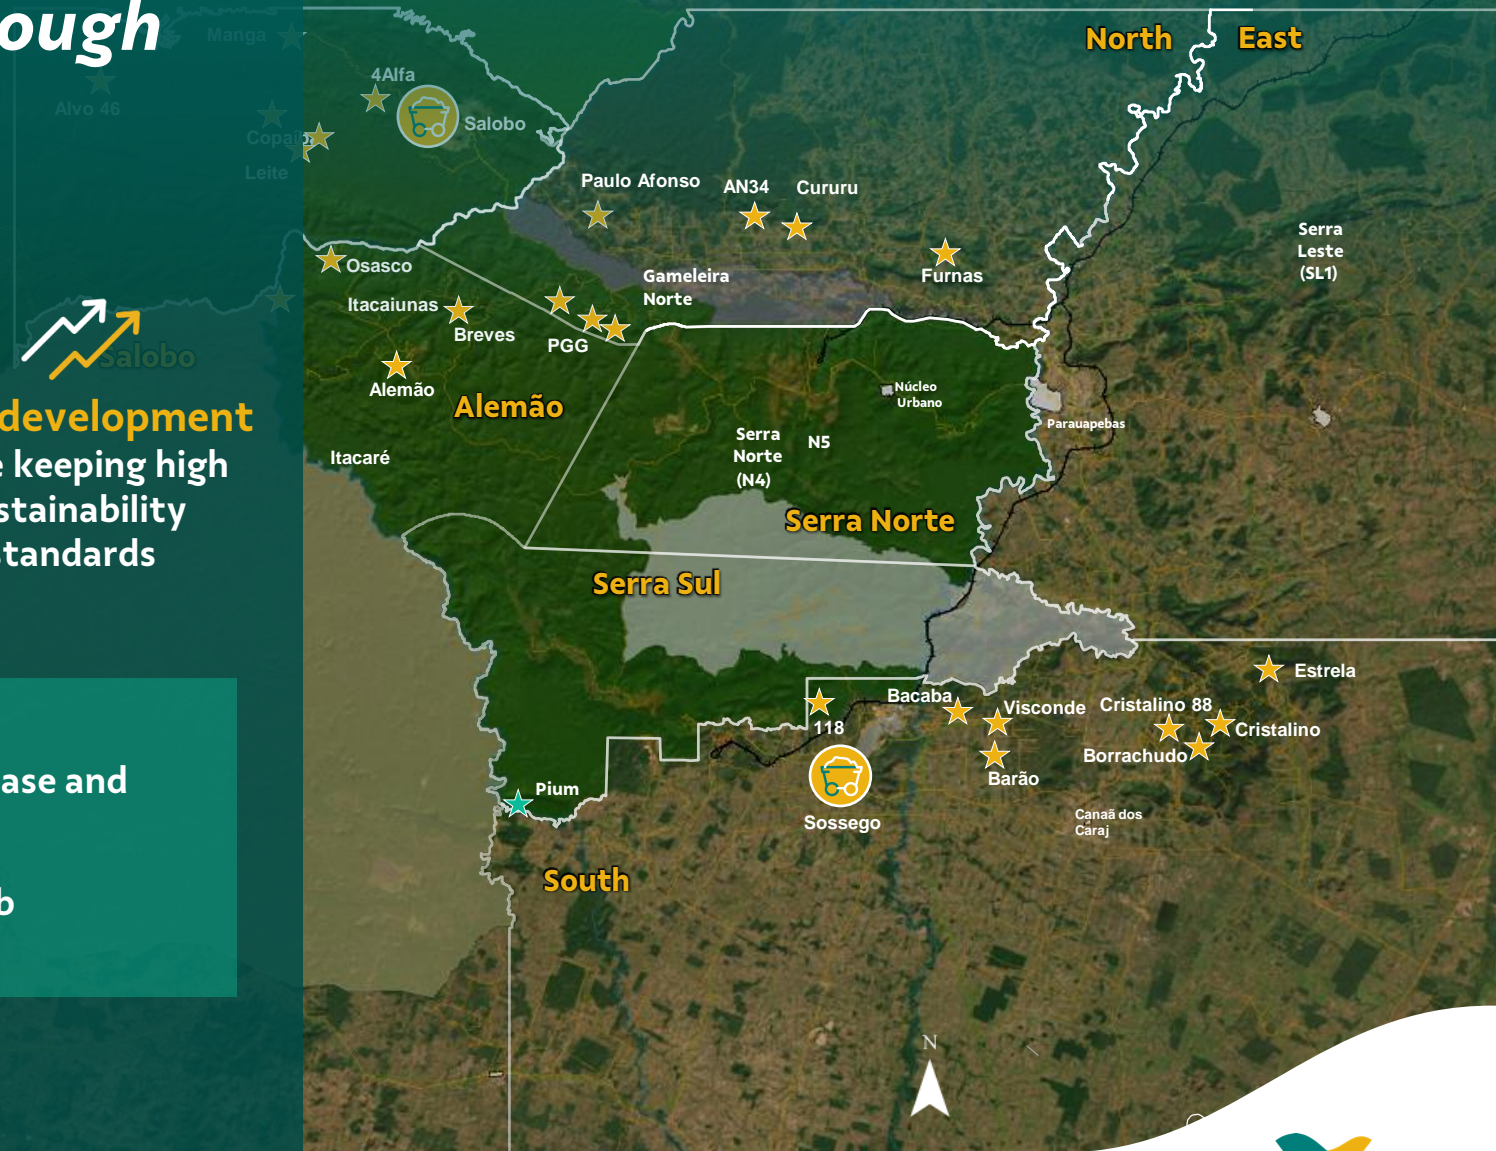 ough
Manga
North
East
4Alfa
Alvo 46
Salobo
Copaíba
Leite
Paulo Afonso
AN34
Cururu
Serra
Leste
(SL1)
Osasco
Gameleira
Norte
Furnas
Itacaiunas
Breves
PGG
Salobo
Alemão
Núcleo
Urbano
Alemão
development
Parauapebas
Serra
Norte
(N4)
N5
Itacaré
e keeping high
stainability
standards
Serra Norte
Serra Sul
Estrela
Bacaba
Visconde
Cristalino 88
118
Cristalino
Borrachudo
Barão
ase and
Pium
Sossego
Canaã dos
Caraj
South
b
N